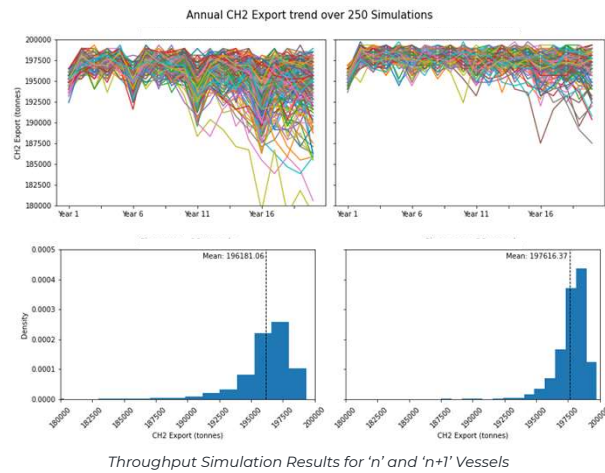 Annual CH2 Export trend over 250 Simulations
CH2 Export (tonnes)
200000
197500
195000
192500
190000
187500
185000
182500
180000
Year 1 Year 6 Year 11 Year 16
Year 1 Year 6 Year 11 Year 16
Density
0.0005
0.0004
0.0003
0.0002
0.0001
0.0000
Mean: 196181.06
Mean: 197616.37
180000 182500 185000 187500 190000 192500 195000 197500 200000
180000 182500 185000 187500 190000 192500 195000 197500 200000
CH2 Export (tonnes)
CH2 Export (tonnes)
Throughput Simulation Results for ‘n’ and ‘n+1’ Vessels